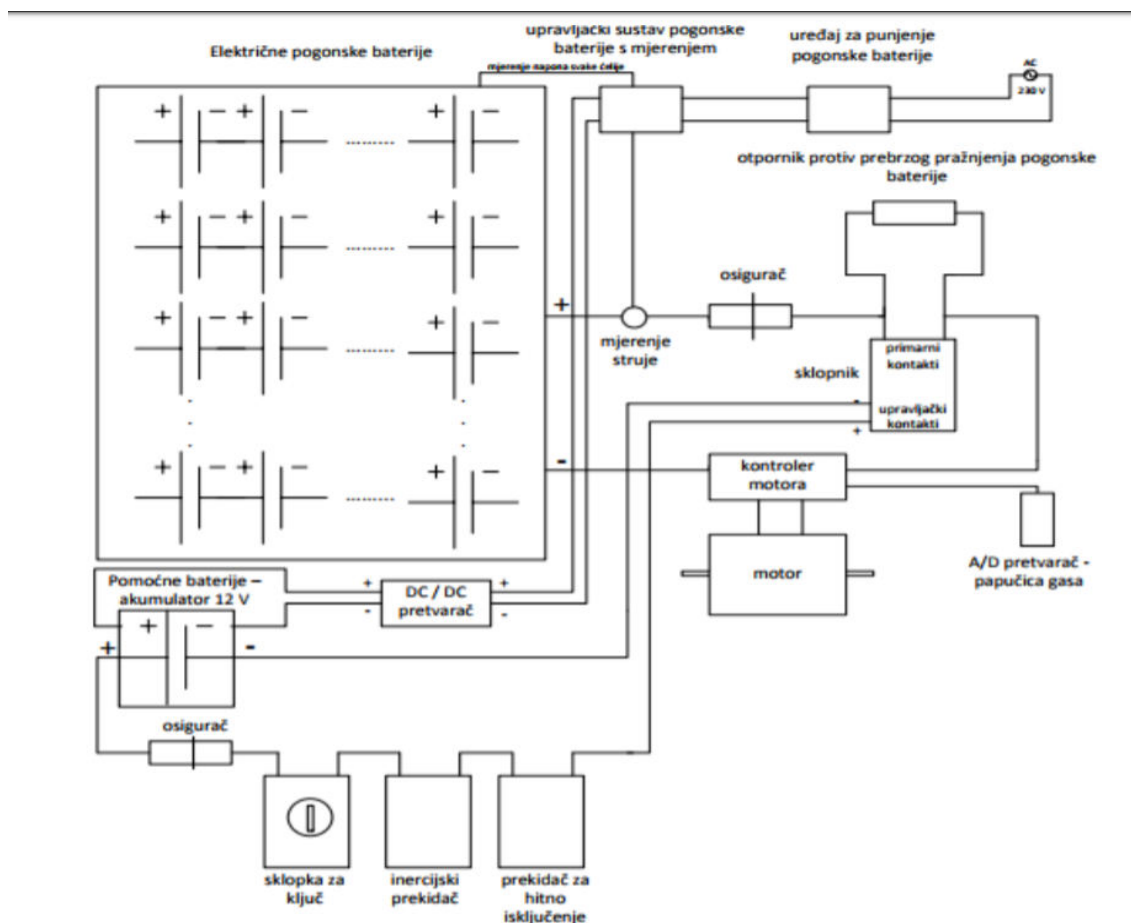 Električne pogonske baterije
upravljački sustav pogonske
baterije s mjerenjem
uređaj za punjenje
pogonske baterije
mjerenje napona svake ćelije
AC
230 V
otpornik protiv prebrzog pražnjenja pogonske
baterije
+ − + − ......... + −
+ − + − ......... + −
osigurač
+
+ − + − ......... + −
mjerenje
struje
sklopnik
primarni
kontakti
-
upravljački
kontakti
+
+ − + − ......... + −
-
kontroler
motora
motor
A/D pretvarač -
papučica gasa
Pomoćne baterije –
akumulator 12 V
+
-
DC / DC
pretvarač
+
-
+ −
+ -
osigurač
sklopka za
ključ
inercijski
prekidač
prekidač za
hitno
isključenje